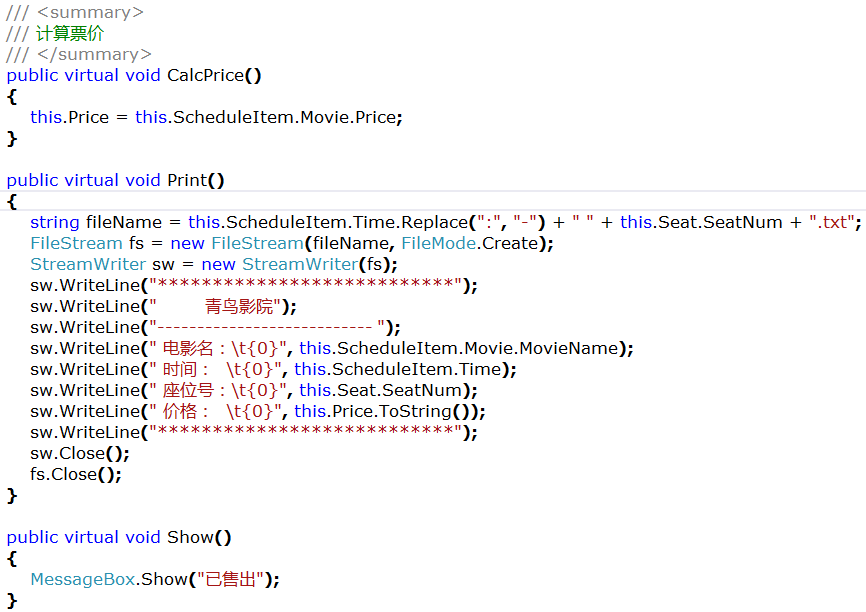 /// <summary>
/// 计算票价
/// </summary>
public virtual void CalcPrice()
{
    this.Price = this.ScheduleItem.Movie.Price;
}
public virtual void Print()
{
    string fileName = this.ScheduleItem.Time.Replace(":", "-") + " " + this.Seat.SeatNum + ".txt";
    FileStream fs = new FileStream(fileName, FileMode.Create);
    StreamWriter sw = new StreamWriter(fs);
    sw.WriteLine("***************************");
    sw.WriteLine("        青鸟影院");
    sw.WriteLine("--------------------------- ");
    sw.WriteLine(" 电影名：\t{0}", this.ScheduleItem.Movie.MovieName);
    sw.WriteLine(" 时间：  \t{0}", this.ScheduleItem.Time);
    sw.WriteLine(" 座位号：\t{0}", this.Seat.SeatNum);
    sw.WriteLine(" 价格：  \t{0}", this.Price.ToString());
    sw.WriteLine("***************************");
    sw.Close();
    fs.Close();
}
public virtual void Show()
{
    MessageBox.Show("已售出");
}